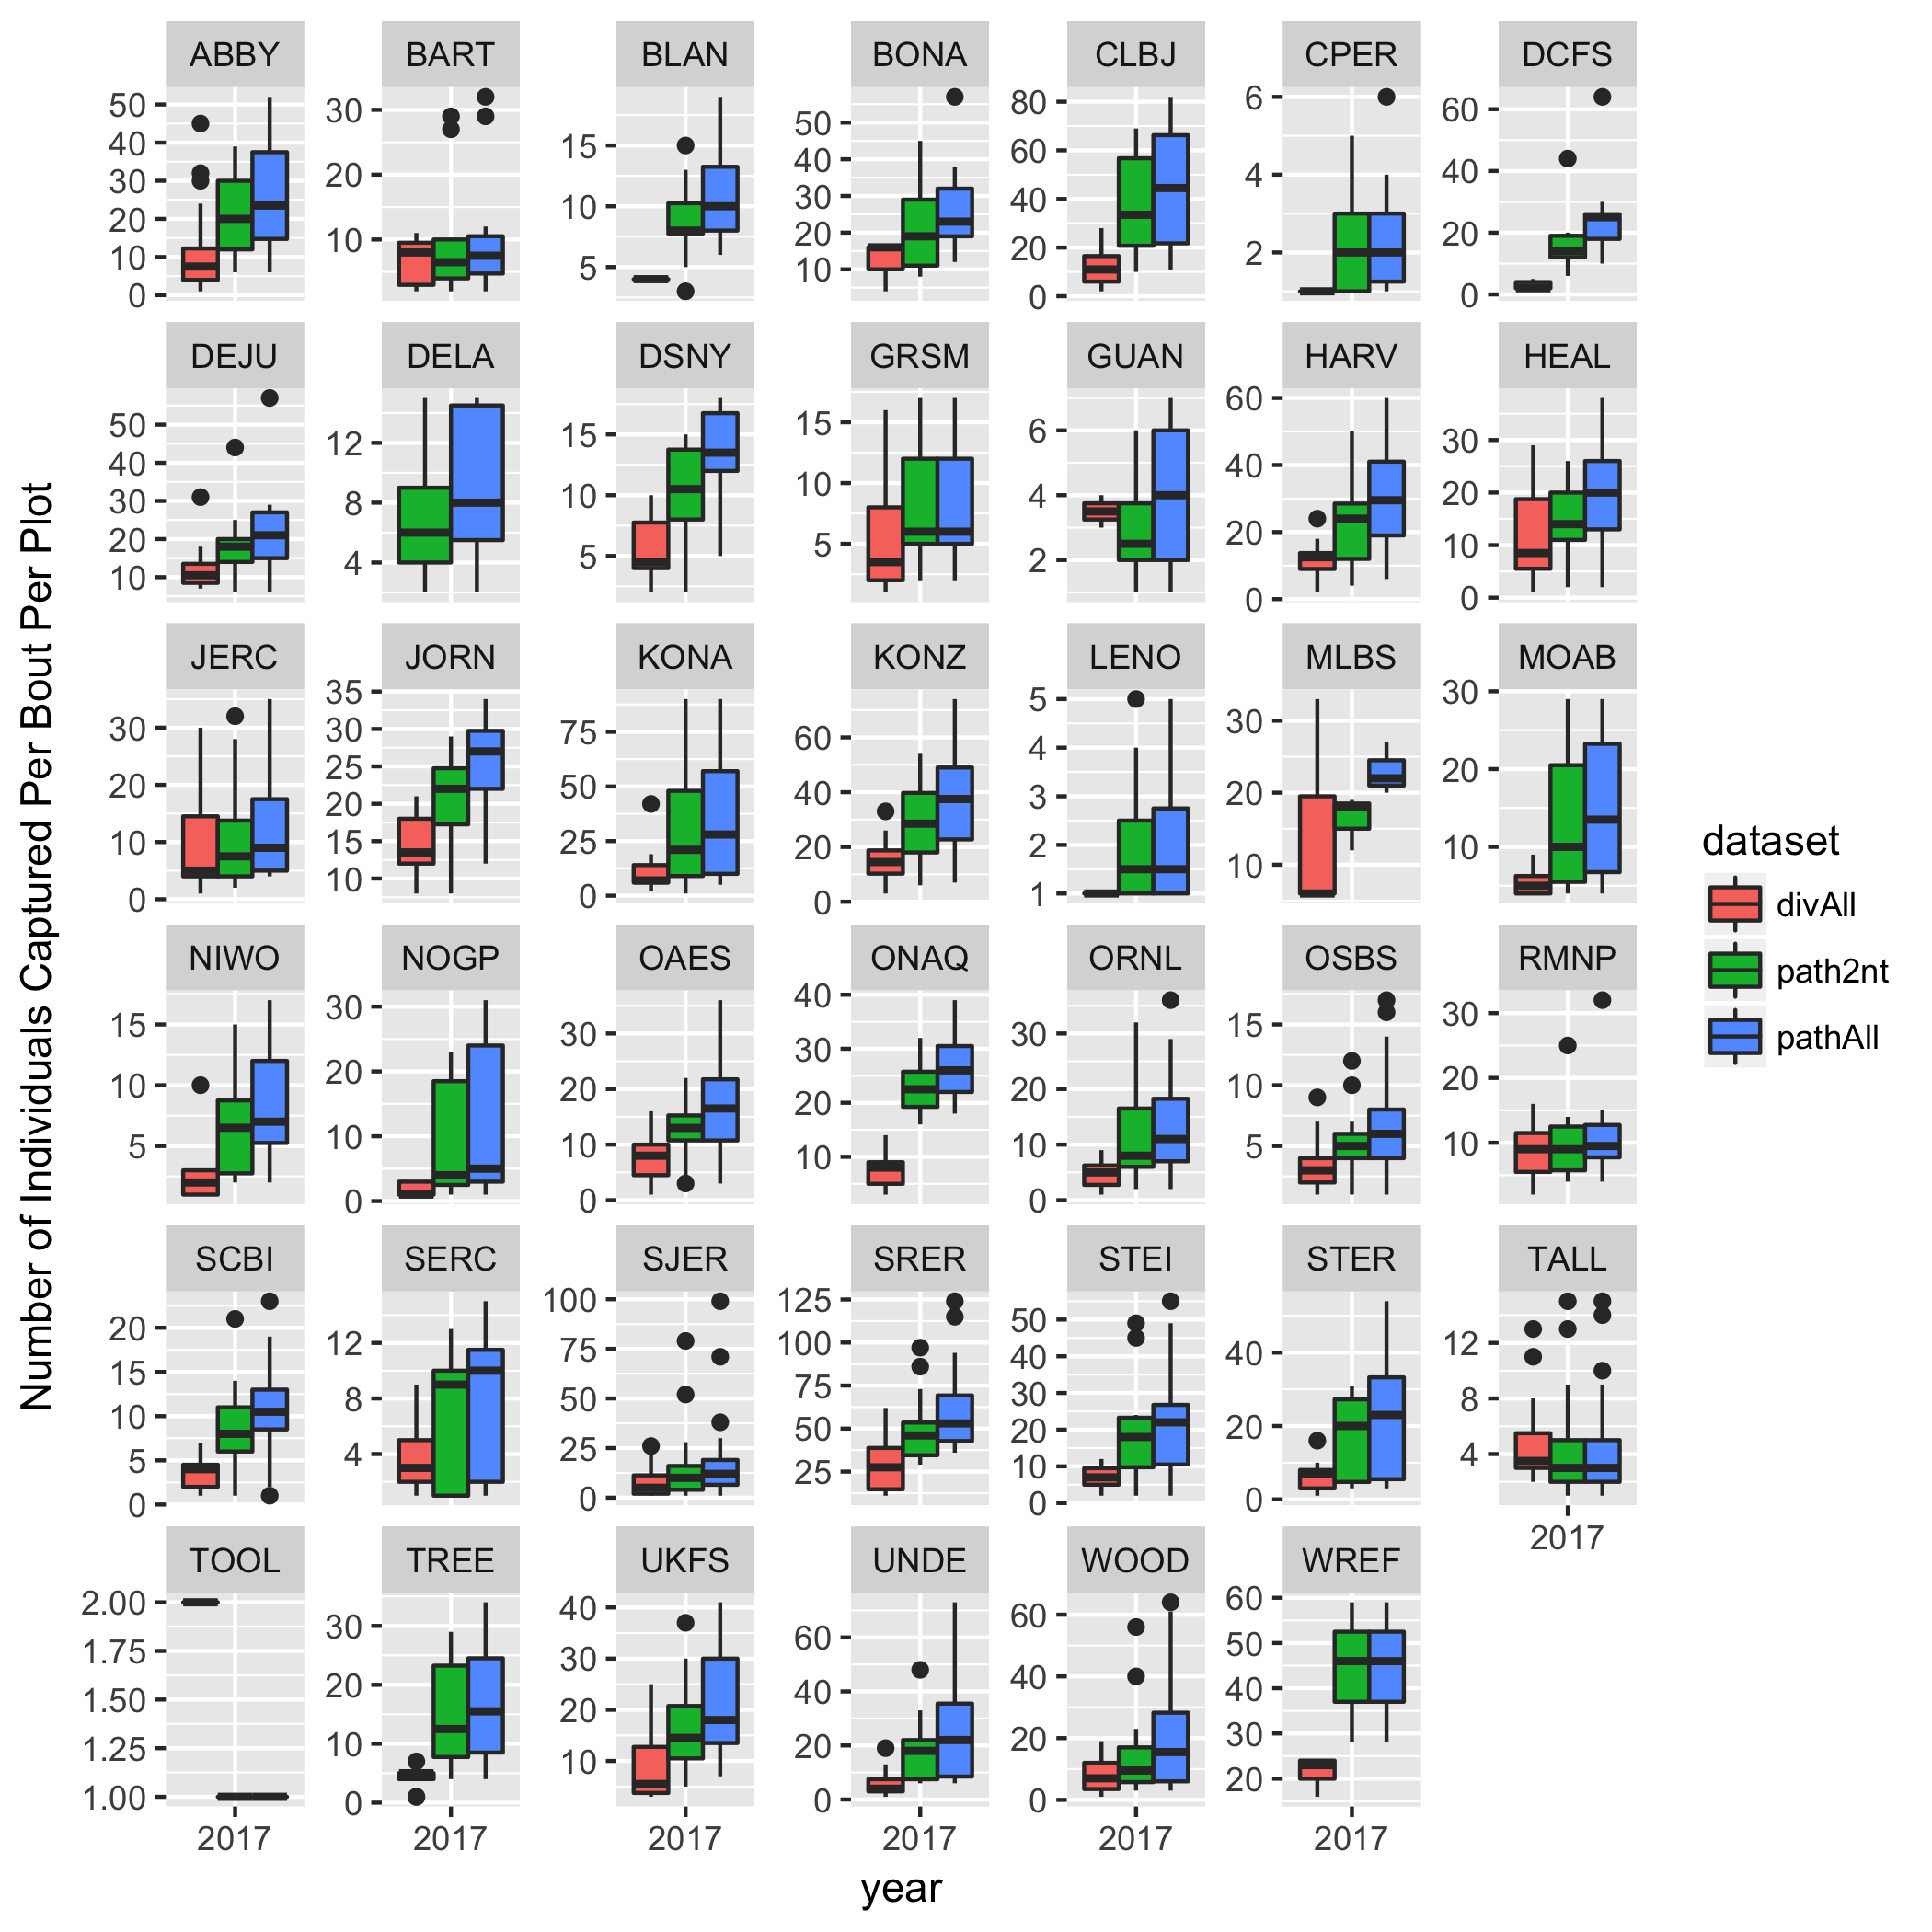 ABBY BART BLAN BONA CLBJ CPER DCFS
50 40 30 20 10 0
30 20 10
15 10 5
50 40 30 20 10
80 60 40 20 0
6 4 2
60 40 20 0
DEJU DELA DSNY GRSM GUAN HARV HEAL
50 40 30 20 10
12 8 4
15 10 5
15 10 5
6 4 2
60 40 20 0
30 20 10 0
JERC JORN KONA KONZ LENO MLBS MOAB
30 20 10 0
35 30 25 20 15 10
75 50 25 0
60 40 20 0
5 4 3 2 1
30 20 10
30 20 10
NIWO NOGP OAES ONAQ ORNL OSBS RMNP
15 10 5
30 20 10 0
30 20 10 0
40 30 20 10
30 20 10 0
15 10 5
30 20 10
SCBI SERC SJER SRER STEI STER TALL
20 15 10 5 0
12 8 4
100 75 50 25 0
125 100 75 50 25
50 40 30 20 10 0
40 20 0
12 8 4
2017
TOOL TREE UKFS UNDE WOOD WREF
2.00 1.75 1.50 1.25 1.00
30 20 10 0
40 30 20 10
60 40 20 0
60 40 20 0
60 50 40 30 20
2017 2017 2017 2017 2017 2017
year
Number of Individuals Captured Per Bout Per Plot
dataset
divAll
path2nt
pathAll